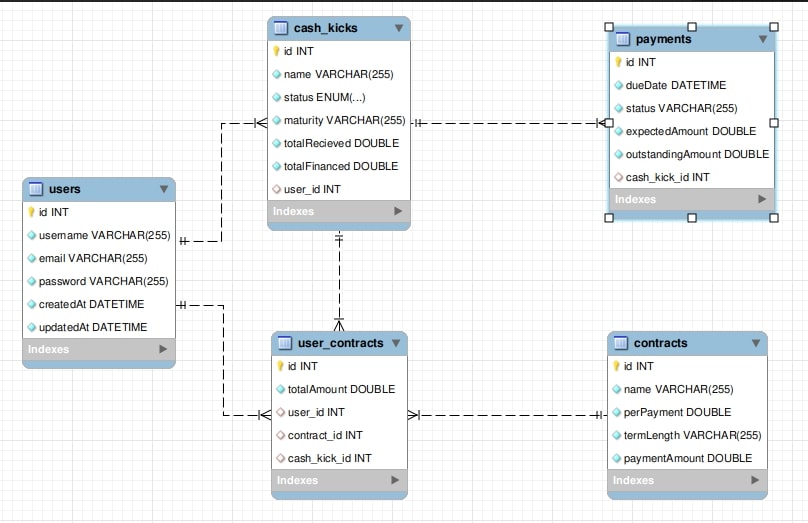 cash_kicks
id INT
name VARCHAR(255)
status ENUM(...)
maturity VARCHAR(255)
totalRecieved DOUBLE
totalFinanced DOUBLE
user_id INT
Indexes
payments
id INT
dueDate DATETIME
status VARCHAR(255)
expectedAmount DOUBLE
outstandingAmount DOUBLE
cash_kick_id INT
Indexes
users
id INT
username VARCHAR(255)
email VARCHAR(255)
password VARCHAR(255)
createdAt DATETIME
updatedAt DATETIME
Indexes
user_contracts
id INT
totalAmount DOUBLE
user_id INT
contract_id INT
cash_kick_id INT
Indexes
contracts
id INT
name VARCHAR(255)
perPayment DOUBLE
termLength VARCHAR(255)
paymentAmount DOUBLE
Indexes